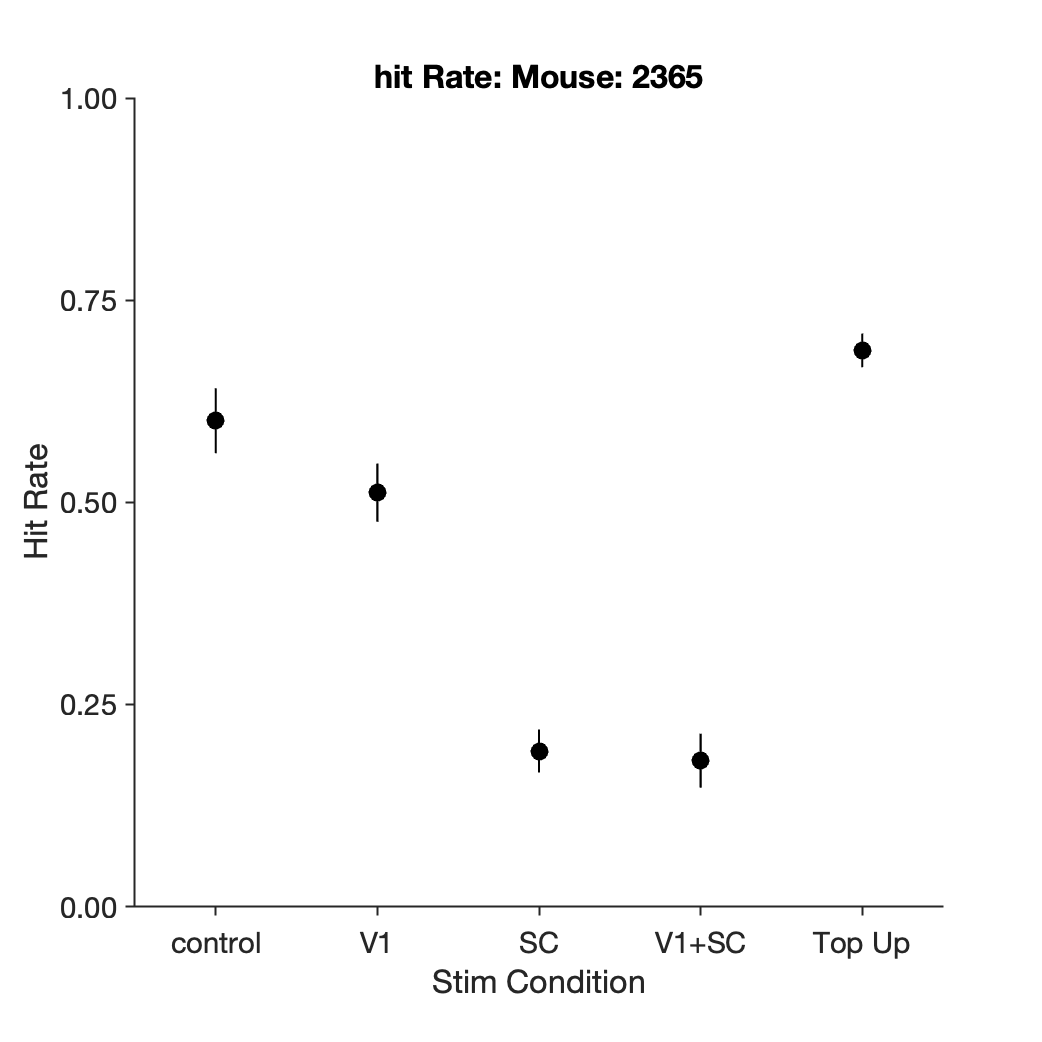 hit Rate: Mouse: 2365
1.00
0.75
0.50
0.25
0.00
Hit Rate
control V1 SC V1+SC Top Up
Stim Condition